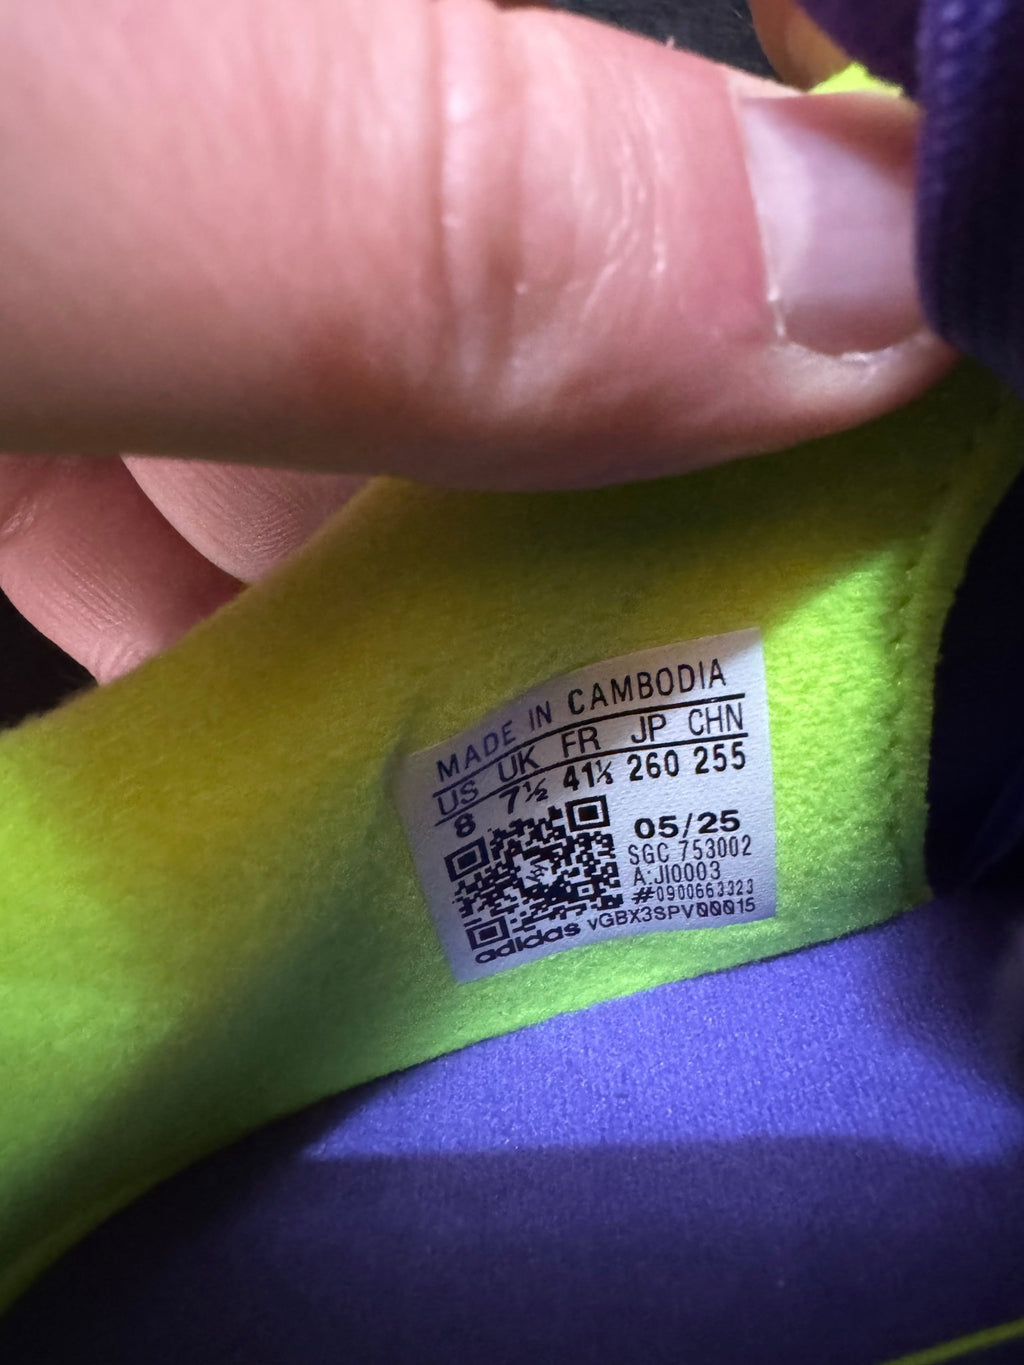 MADE IN CAMBODIA
US UK FR JP CHN
8 7½ 41⅓ 260 255
05/25
SGC 753002
A:JI0003
#0900663323
adidas vGBX3SPV00015